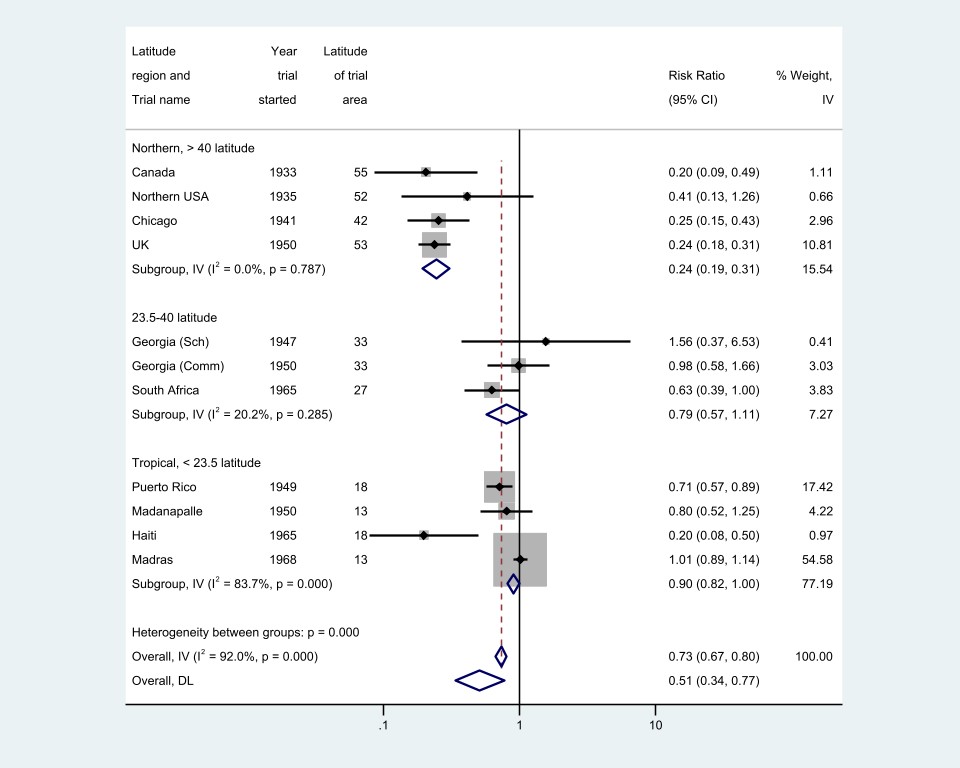 Latitude Year Latitude
region and trial of trial Risk Ratio % Weight,
Trial name started area (95% CI) IV
Northern, > 40 latitude
Canada 1933 55 0.20 (0.09, 0.49) 1.11
Northern USA 1935 52 0.41 (0.13, 1.26) 0.66
Chicago 1941 42 0.25 (0.15, 0.43) 2.96
UK 1950 53 0.24 (0.18, 0.31) 10.81
Subgroup, IV (I² = 0.0%, p = 0.787) 0.24 (0.19, 0.31) 15.54
23.5-40 latitude
Georgia (Sch) 1947 33 1.56 (0.37, 6.53) 0.41
Georgia (Comm) 1950 33 0.98 (0.58, 1.66) 3.03
South Africa 1965 27 0.63 (0.39, 1.00) 3.83
Subgroup, IV (I² = 20.2%, p = 0.285) 0.79 (0.57, 1.11) 7.27
Tropical, < 23.5 latitude
Puerto Rico 1949 18 0.71 (0.57, 0.89) 17.42
Madanapalle 1950 13 0.80 (0.52, 1.25) 4.22
Haiti 1965 18 0.20 (0.08, 0.50) 0.97
Madras 1968 13 1.01 (0.89, 1.14) 54.58
Subgroup, IV (I² = 83.7%, p = 0.000) 0.90 (0.82, 1.00) 77.19
Heterogeneity between groups: p = 0.000
Overall, IV (I² = 92.0%, p = 0.000) 0.73 (0.67, 0.80) 100.00
Overall, DL 0.51 (0.34, 0.77)
.1 1 10